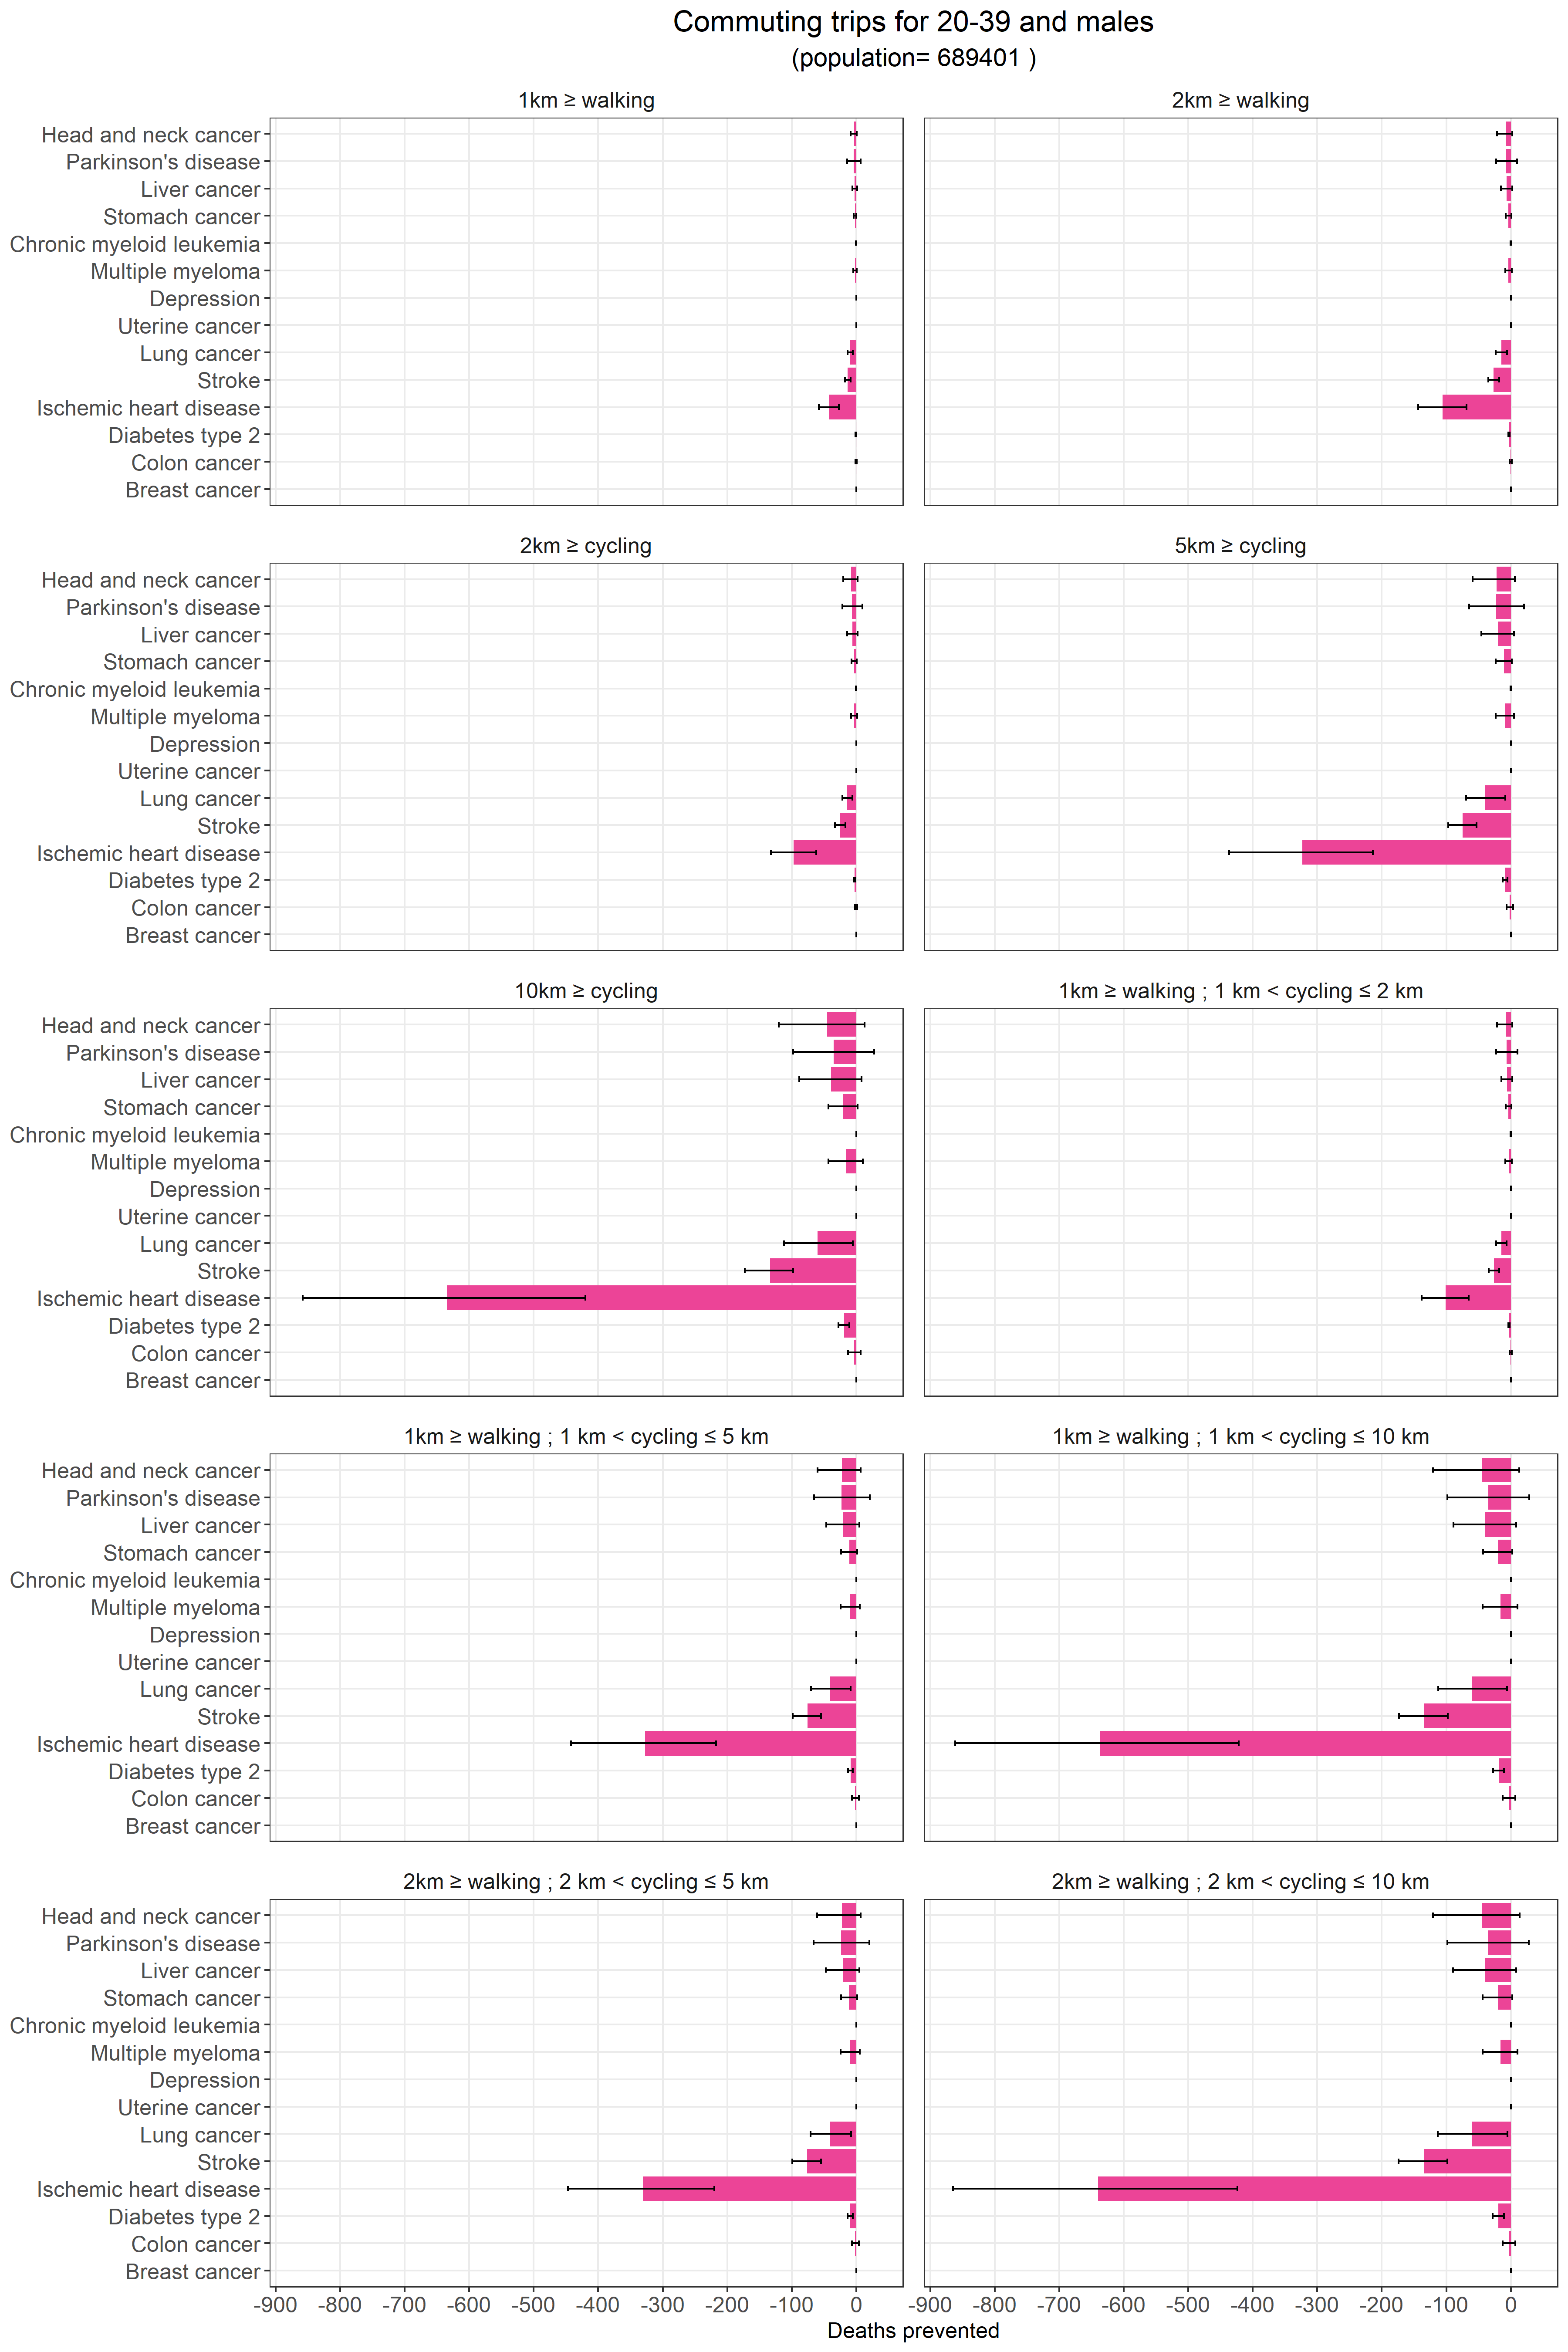 Commuting trips for 20-39 and males
(population= 689401 )
1km ≥ walking
2km ≥ walking
Head and neck cancer
Parkinson's disease
Liver cancer
Stomach cancer
Chronic myeloid leukemia
Multiple myeloma
Depression
Uterine cancer
Lung cancer
Stroke
Ischemic heart disease
Diabetes type 2
Colon cancer
Breast cancer
2km ≥ cycling
5km ≥ cycling
Head and neck cancer
Parkinson's disease
Liver cancer
Stomach cancer
Chronic myeloid leukemia
Multiple myeloma
Depression
Uterine cancer
Lung cancer
Stroke
Ischemic heart disease
Diabetes type 2
Colon cancer
Breast cancer
10km ≥ cycling
1km ≥ walking ; 1 km < cycling ≤ 2 km
Head and neck cancer
Parkinson's disease
Liver cancer
Stomach cancer
Chronic myeloid leukemia
Multiple myeloma
Depression
Uterine cancer
Lung cancer
Stroke
Ischemic heart disease
Diabetes type 2
Colon cancer
Breast cancer
1km ≥ walking ; 1 km < cycling ≤ 5 km
1km ≥ walking ; 1 km < cycling ≤ 10 km
Head and neck cancer
Parkinson's disease
Liver cancer
Stomach cancer
Chronic myeloid leukemia
Multiple myeloma
Depression
Uterine cancer
Lung cancer
Stroke
Ischemic heart disease
Diabetes type 2
Colon cancer
Breast cancer
2km ≥ walking ; 2 km < cycling ≤ 5 km
2km ≥ walking ; 2 km < cycling ≤ 10 km
Head and neck cancer
Parkinson's disease
Liver cancer
Stomach cancer
Chronic myeloid leukemia
Multiple myeloma
Depression
Uterine cancer
Lung cancer
Stroke
Ischemic heart disease
Diabetes type 2
Colon cancer
Breast cancer
-900 -800 -700 -600 -500 -400 -300 -200 -100 0
-900 -800 -700 -600 -500 -400 -300 -200 -100 0
Deaths prevented